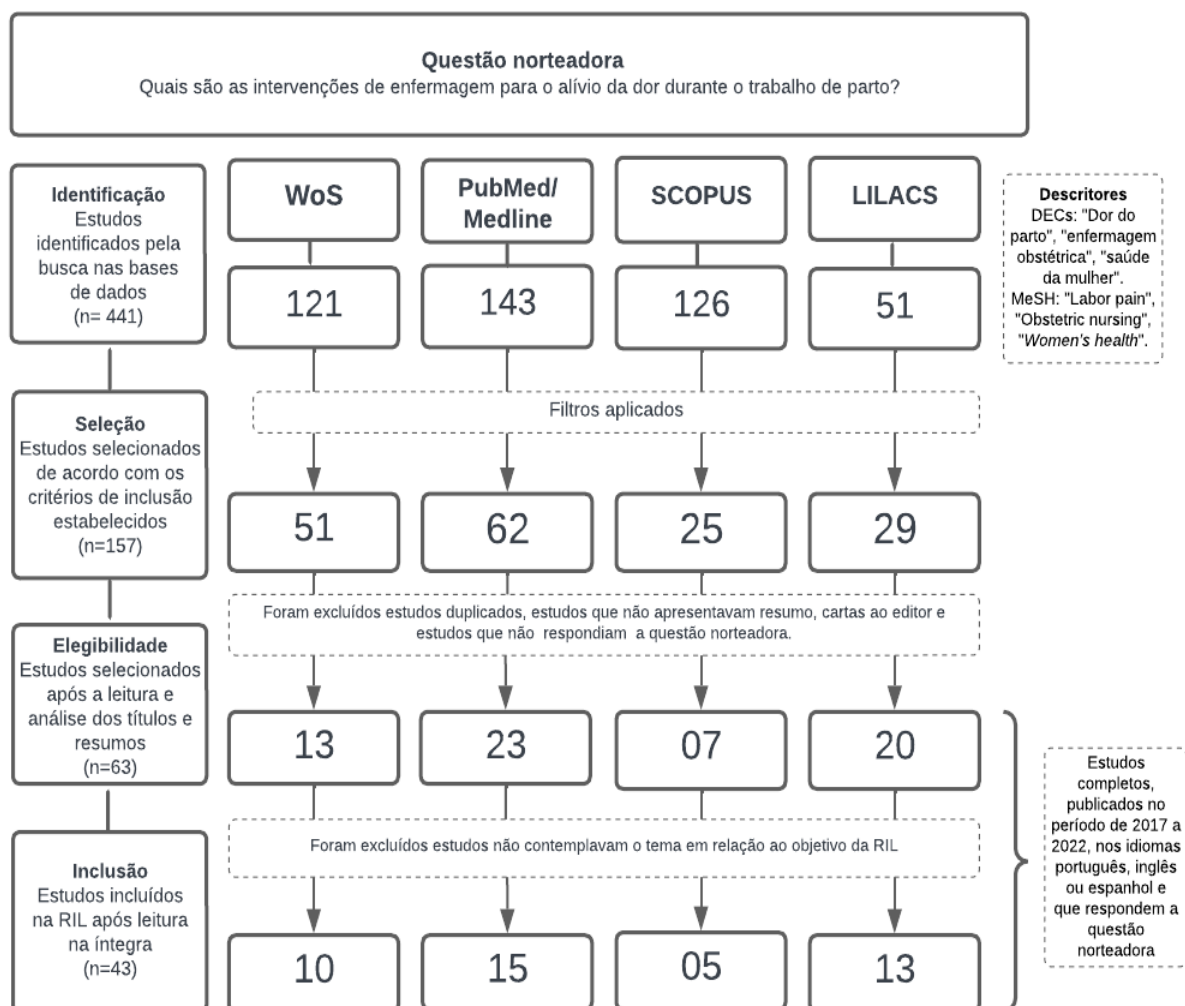 Questão norteadora
Quais são as intervenções de enfermagem para o alívio da dor durante o trabalho de parto?
Identificação
Estudos
identificados pela
busca nas bases
de dados
(n= 441)
WoS
PubMed/
Medline
SCOPUS
LILACS
121
143
126
51
Descritores
DECs: "Dor do
parto", "enfermagem
obstétrica", "saúde
da mulher".
MeSH: "Labor pain",
"Obstetric nursing",
"Women's health".
Filtros aplicados
Seleção
Estudos selecionados
de acordo com os
critérios de inclusão
estabelecidos
(n=157)
51
62
25
29
Foram excluídos estudos duplicados, estudos que não apresentavam resumo, cartas ao editor e
estudos que não respondiam a questão norteadora.
Elegibilidade
Estudos selecionados
após a leitura e
análise dos títulos e
resumos
(n=63)
13
23
07
20
Foram excluídos estudos não contemplavam o tema em relação ao objetivo da RIL
Inclusão
Estudos incluídos
na RIL após leitura
na íntegra
(n=43)
10
15
05
13
Estudos
completos,
publicados no
período de 2017 a
2022, nos idiomas
português, inglês
ou espanhol e
que respondem a
questão
norteadora